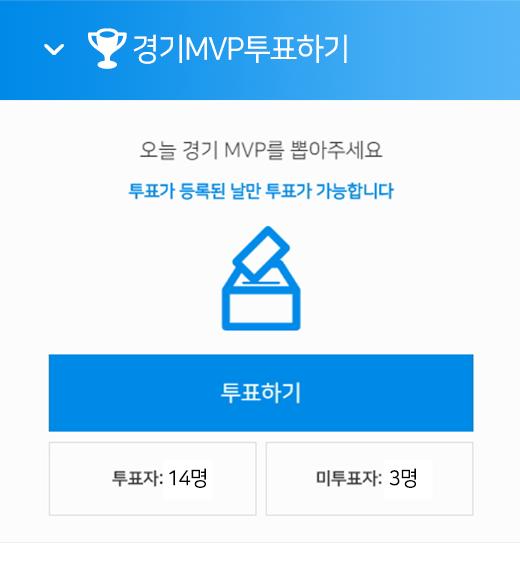 경기MVP투표하기
오늘 경기 MVP를 뽑아주세요
투표가 등록된 날만 투표가 가능합니다
투표하기
투표자: 14명
미투표자: 3명